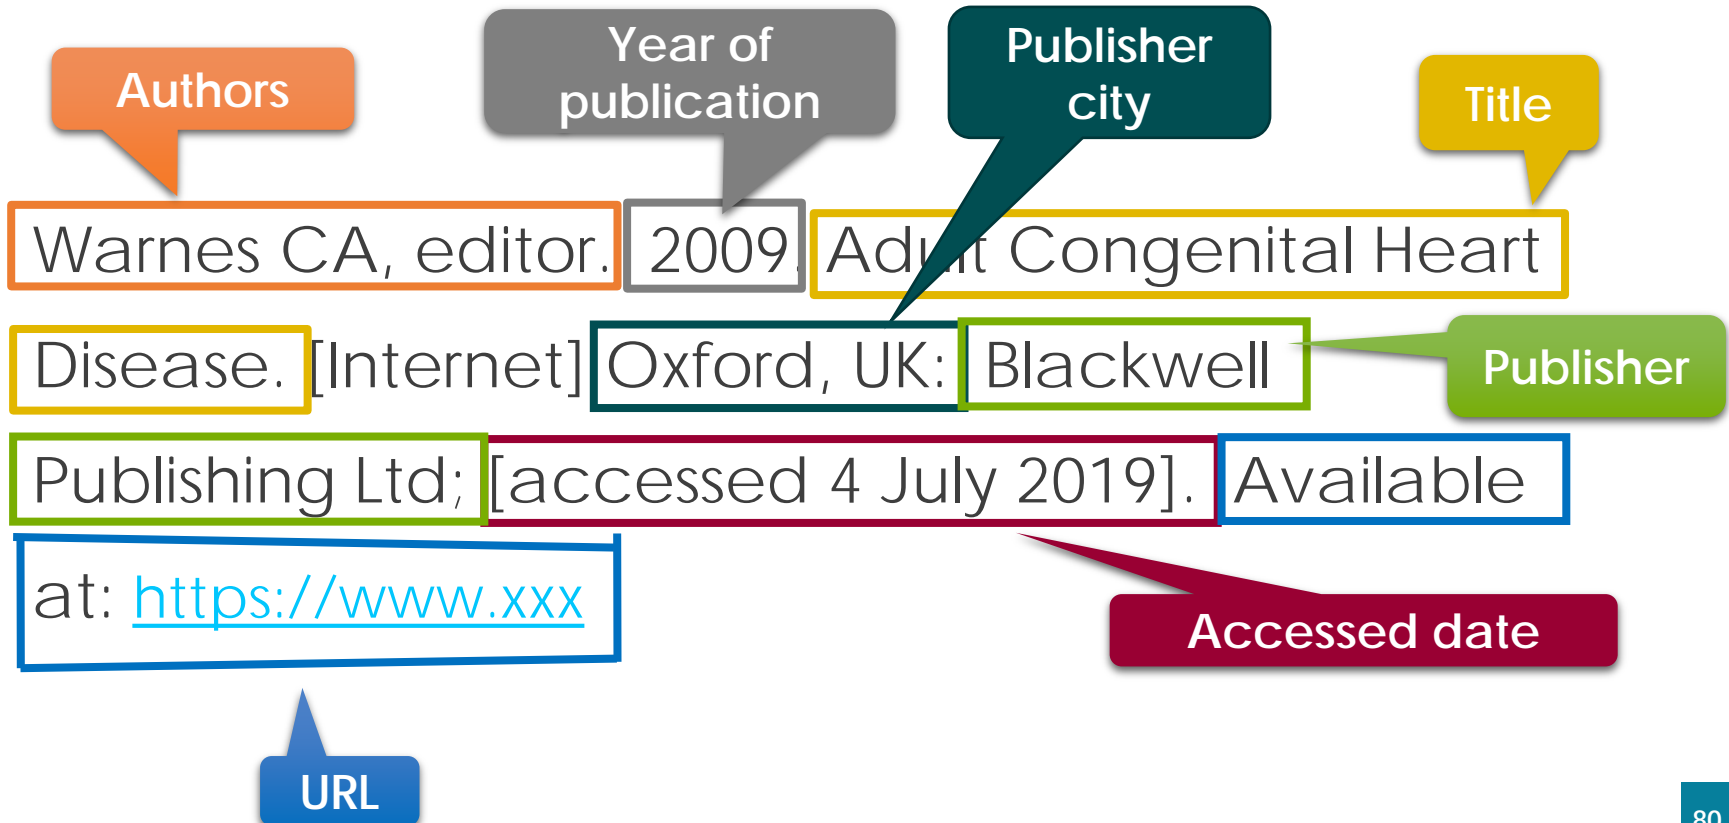 Authors
Year of
publication
Publisher
city
Title
Warnes CA, editor. 2009. Adult Congenital Heart
Disease. [Internet] Oxford, UK: Blackwell
Publisher
Publishing Ltd; [accessed 4 July 2019]. Available
at: https://www.xxx
Accessed date
URL
80